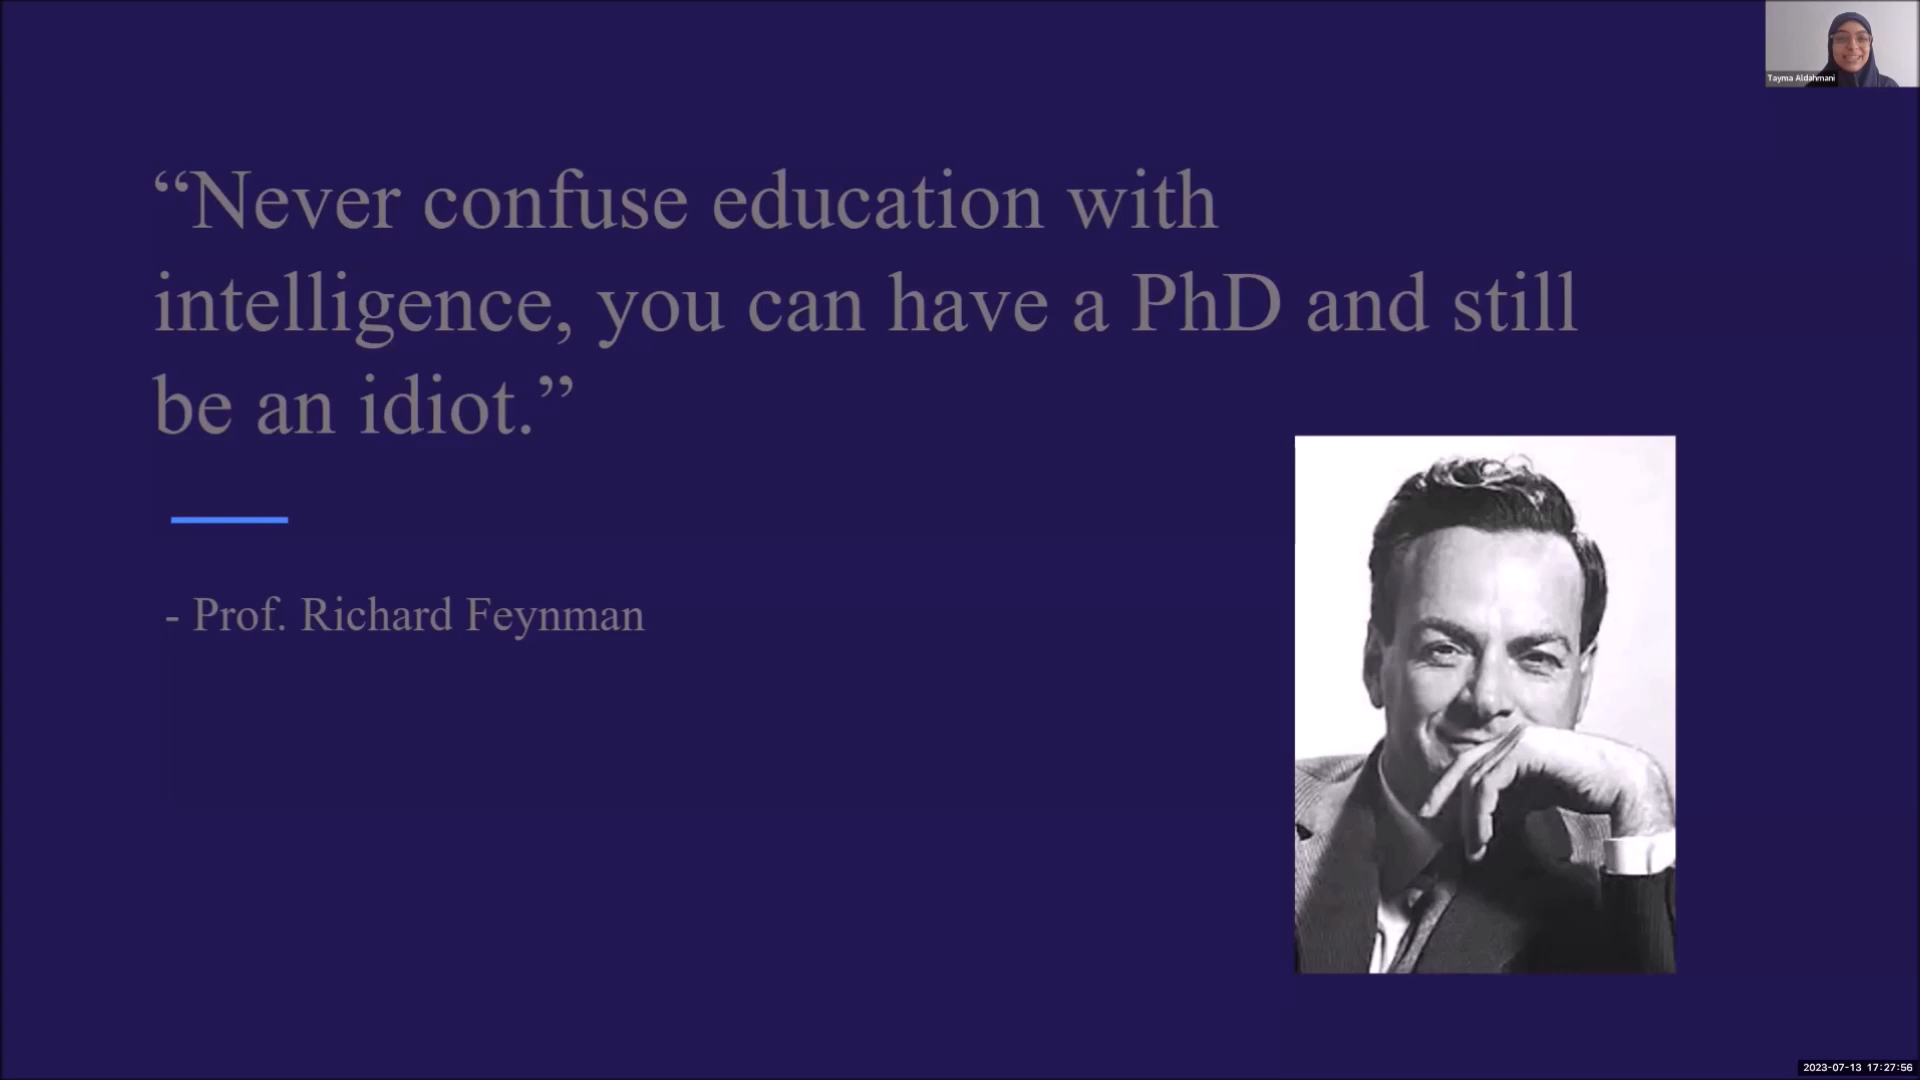 Tayma Aldahmani
“Never confuse education with
intelligence, you can have a PhD and still
be an idiot.”
- Prof. Richard Feynman
2023-07-13 17:27:56